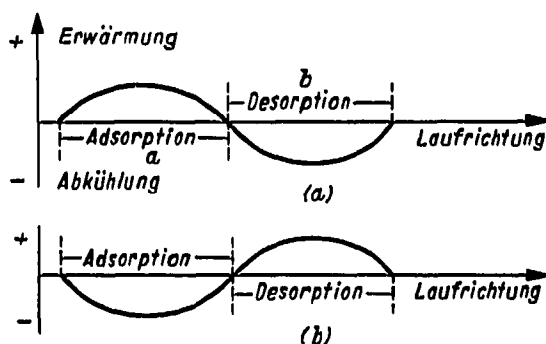 + Erwärmung
b
Desorption
Adsorption
a
Laufrichtung
- Abkühlung
(a)
+
Adsorption
Desorption
Laufrichtung
-
(b)